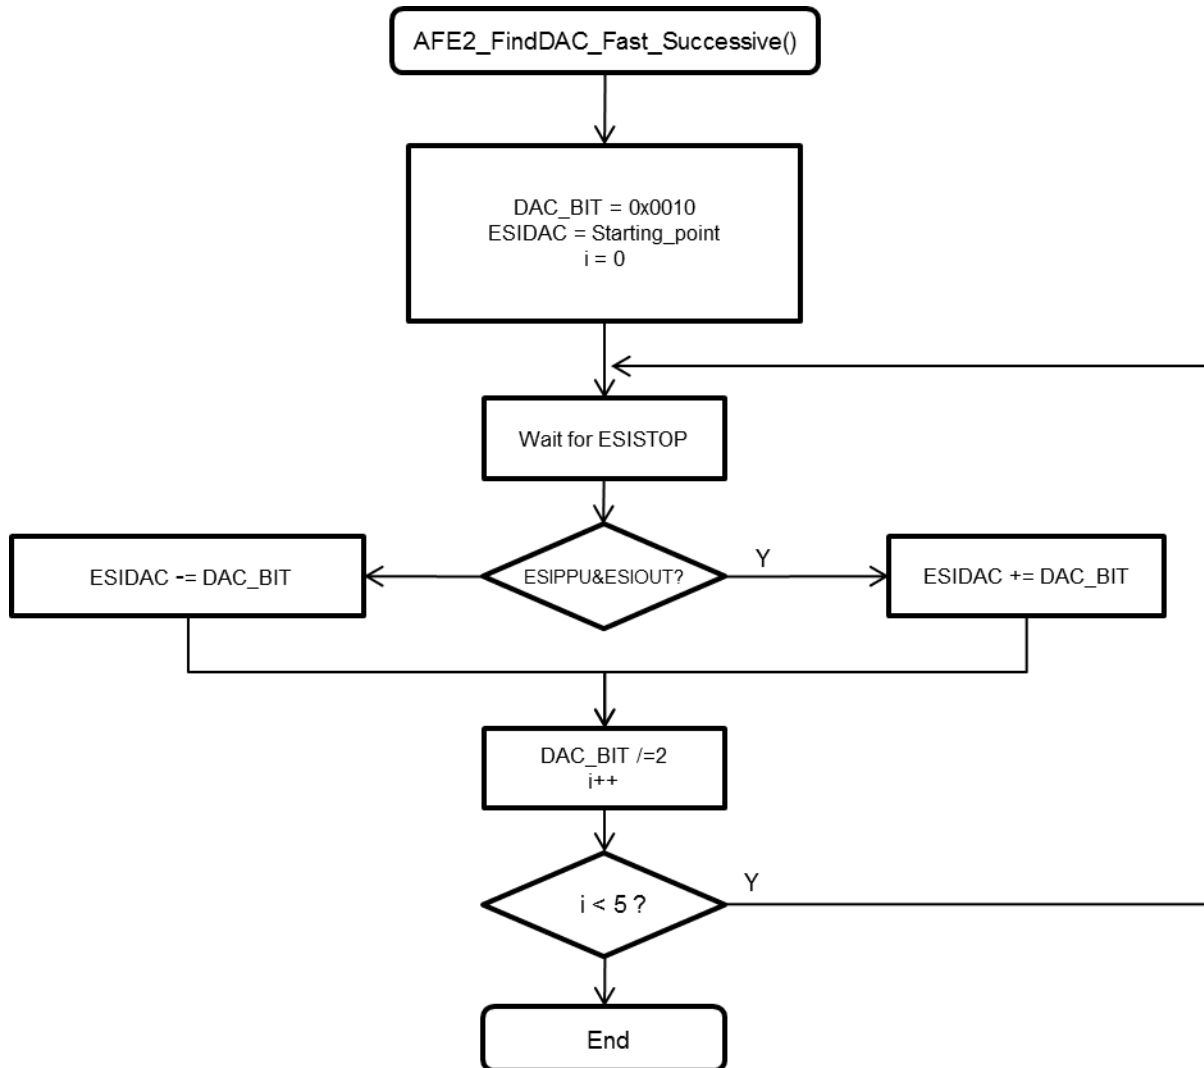 AFE2_FindDAC_Fast_Successive()
DAC_BIT = 0x0010
ESIDAC = Starting_point
i = 0
Wait for ESISTOP
ESIDAC -= DAC_BIT
ESIPPU&ESIOUT?
Y
ESIDAC += DAC_BIT
DAC_BIT /=2
i++
i < 5 ?
Y
End